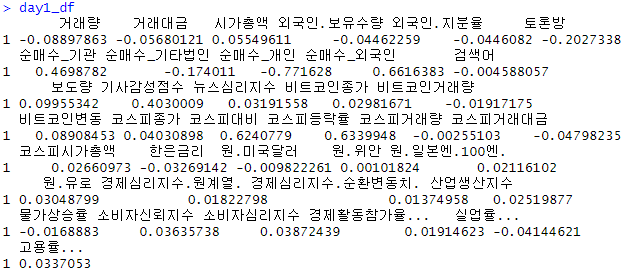 > day1_df
거래량 거래대금 시가총액 외국인.보유수량 외국인.지분율 토론방
1 -0.08897863 -0.05680121 0.05549611 -0.04462259 -0.0446082 -0.2027338
순매수_기관 순매수_기타법인 순매수_개인 순매수_외국인 검색어
1 0.4698782 -0.174011 -0.771628 0.6616383 -0.004588057
보도량 기사감성점수 뉴스심리지수 비트코인종가 비트코인거래량
1 0.09955342 0.4030009 0.03191558 0.02981671 -0.01917175
비트코인변동 코스피종가 코스피대비 코스피등락률 코스피거래량 코스피거래대금
1 0.08908453 0.04030898 0.6240779 0.6339948 -0.00255103 -0.04798235
코스피시가총액 한은금리 원.미국달러 원.위안 원.일본엔.100엔.
1 0.02660973 -0.03269142 -0.009822261 0.00101824 0.02116102
원.유로 경제심리지수.원계열. 경제심리지수.순환변동치. 산업생산지수
1 0.03048799 0.01822798 0.01374958 0.02519877
물가상승률 소비자신뢰지수 소비자심리지수 경제활동참가율... 실업률...
1 -0.0168883 0.03635738 0.03872439 0.01914623 -0.04144621
고용률...
1 0.0337053